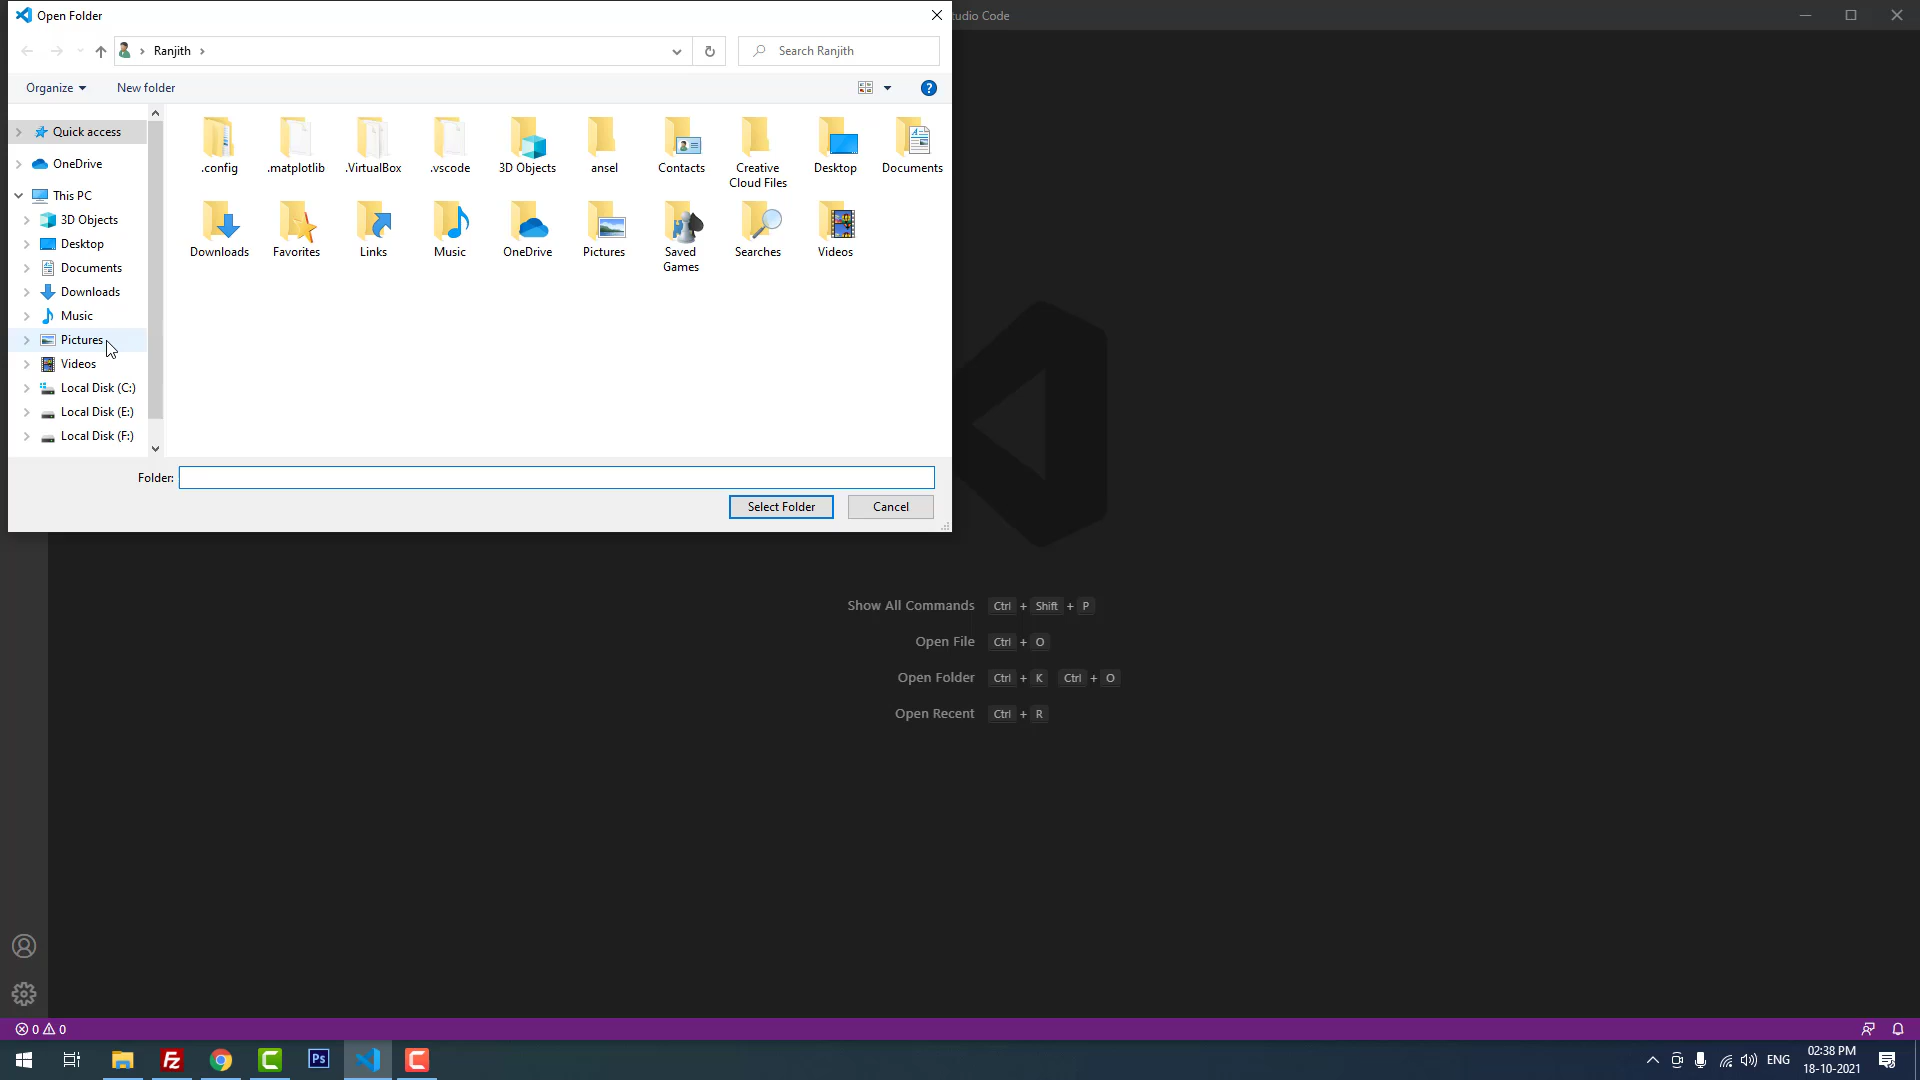 Open Folder
tudio Code
Ranjith
Search Ranjith
Organize
New folder
Quick access
OneDrive
This PC
3D Objects
Desktop
Documents
Downloads
Music
Pictures
Videos
Local Disk (C:)
Local Disk (E:)
Local Disk (F:)
.config
.matplotlib
.VirtualBox
.vscode
3D Objects
ansel
Contacts
Creative
Cloud Files
Desktop
Documents
Downloads
Favorites
Links
Music
OneDrive
Pictures
Saved
Games
Searches
Videos
Folder:
Select Folder
Cancel
Show All Commands Ctrl + Shift + P
Open File Ctrl + O
Open Folder Ctrl + K Ctrl + O
Open Recent Ctrl + R
0 0
Fz
C
Ps
C
ENG
02:38 PM
18-10-2021